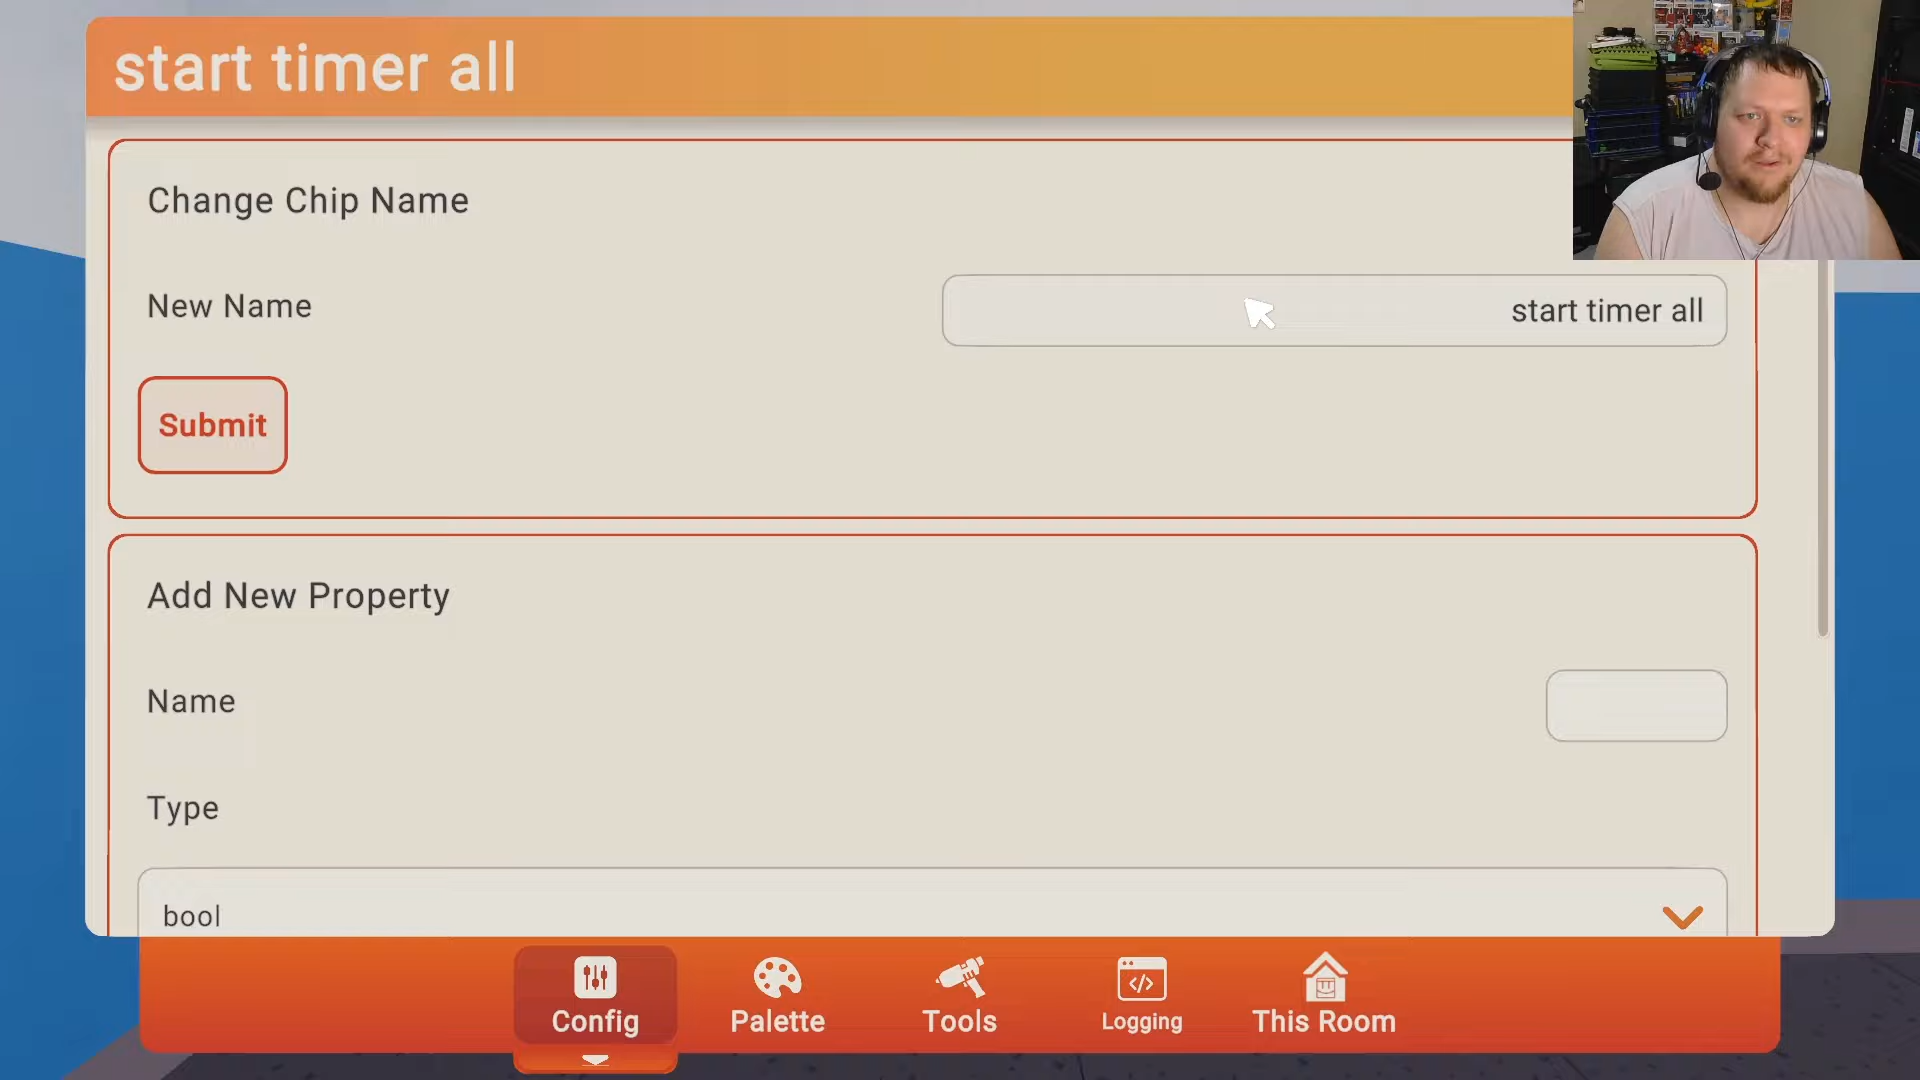 start timer all
Change Chip Name
New Name
start timer all
Submit
Add New Property
Name
Type
bool
Config
Palette
Tools
Logging
This Room